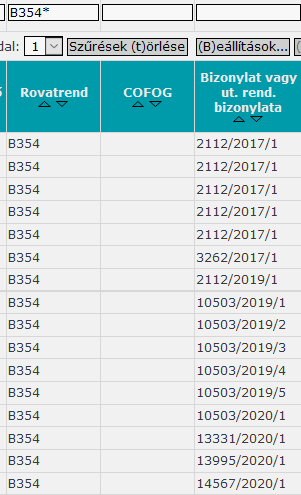 B354*
dal: 1 Szűrések (t)örlése (B)eállítások...
Rovatrend COFOG Bizonylat vagy
ut. rend.
bizonylata
B354 2112/2017/1
B354 2112/2017/1
B354 2112/2017/1
B354 2112/2017/1
B354 2112/2017/1
B354 3262/2017/1
B354 2112/2019/1
B354 10503/2019/1
B354 10503/2019/2
B354 10503/2019/3
B354 10503/2019/4
B354 10503/2019/5
B354 10503/2020/1
B354 13331/2020/1
B354 13995/2020/1
B354 14567/2020/1